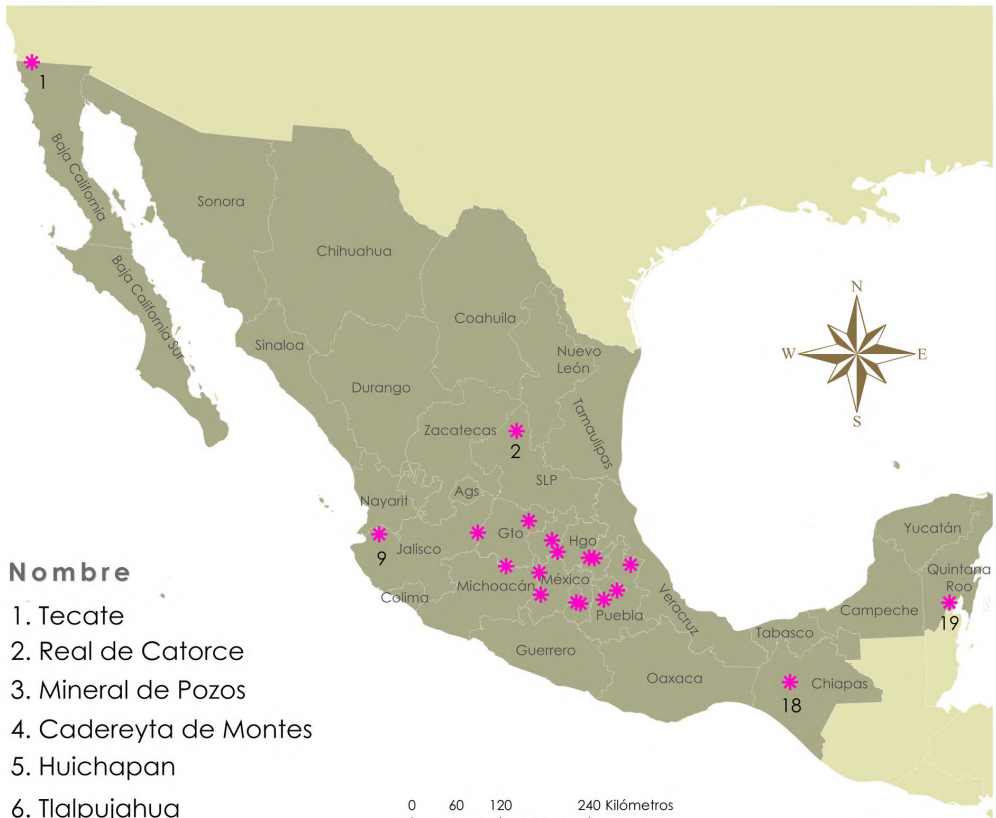 1
Baja California
Sonora
Chihuahua
Baja California Sur
Coahuila
Sinaloa
Nuevo
León
Durango
Tamaulipas
Zacatecas
2
SLP
Ags
Nayarit
Gto
Hgo
Jalisco
9
Michoacán
México
Colima
Puebla
Veracruz
Guerrero
Oaxaca
Tabasco
Chiapas
18
Campeche
Yucatán
Quintana
Roo
19
N
W
E
S
Nombre
1. Tecate
2. Real de Catorce
3. Mineral de Pozos
4. Cadereyta de Montes
5. Huichapan
6. Tlalpujahua
0 60 120 240 Kilómetros